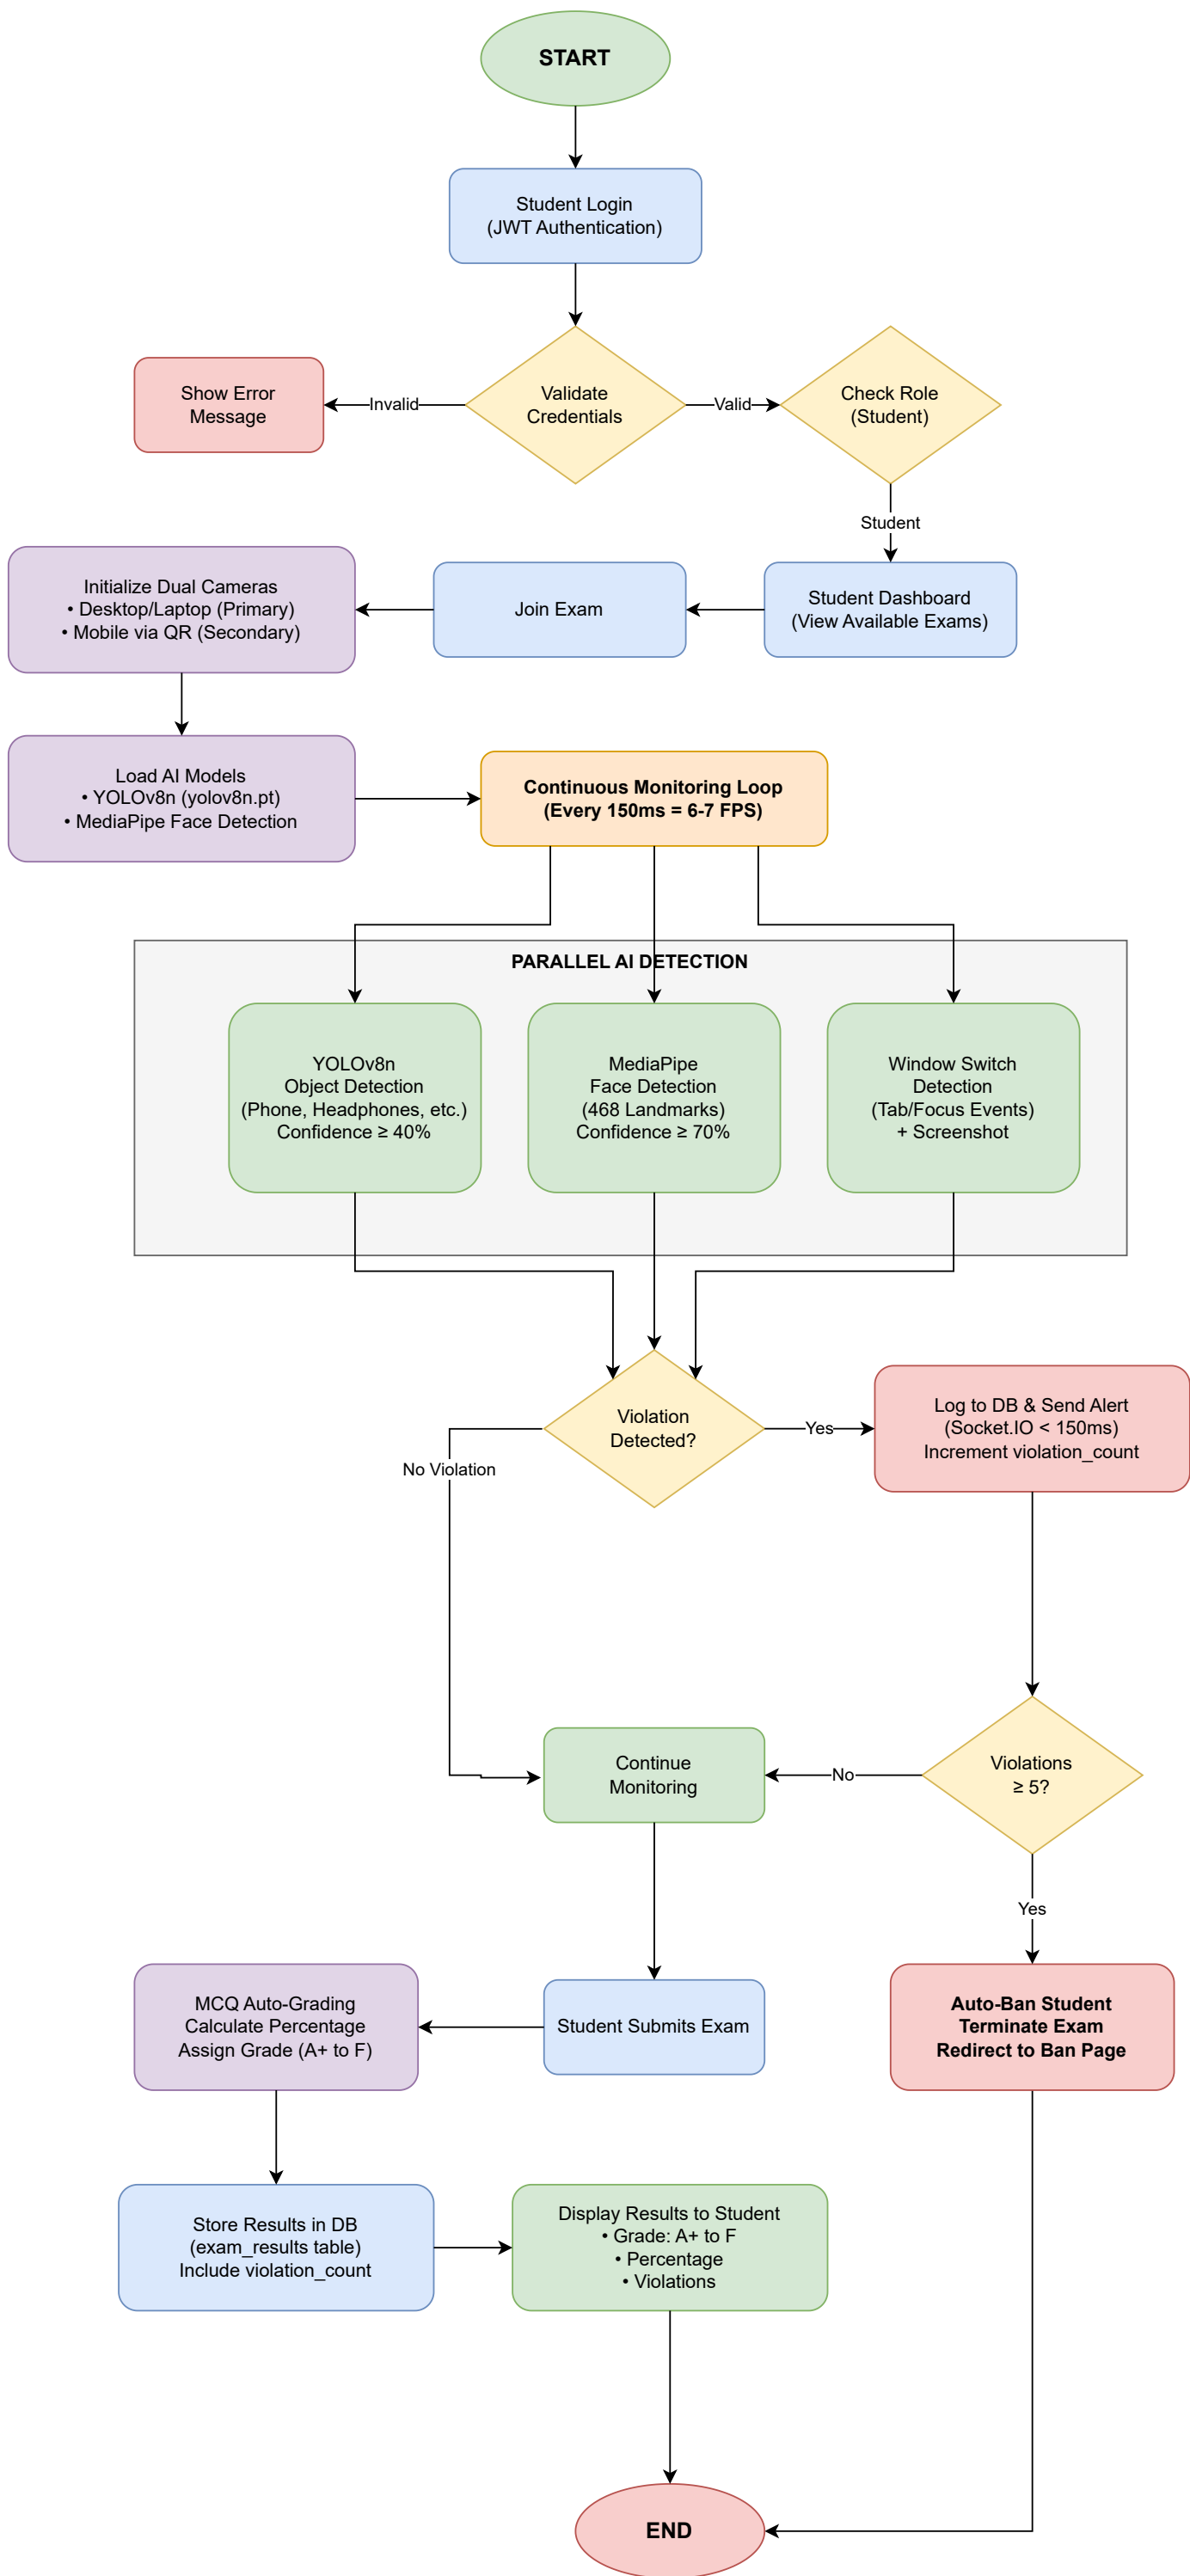 START
Student Login
(JWT Authentication)
Show Error
Message
Invalid
Validate
Credentials
Valid
Check Role
(Student)
Student
Initialize Dual Cameras
• Desktop/Laptop (Primary)
• Mobile via QR (Secondary)
Join Exam
Student Dashboard
(View Available Exams)
Load AI Models
• YOLOv8n (yolov8n.pt)
• MediaPipe Face Detection
Continuous Monitoring Loop
(Every 150ms = 6-7 FPS)
PARALLEL AI DETECTION
YOLOv8n
Object Detection
(Phone, Headphones, etc.)
Confidence ≥ 40%
MediaPipe
Face Detection
(468 Landmarks)
Confidence ≥ 70%
Window Switch
Detection
(Tab/Focus Events)
+ Screenshot
Violation
Detected?
Yes
Log to DB & Send Alert
(Socket.IO < 150ms)
Increment violation_count
No Violation
Continue
Monitoring
No
Violations
≥ 5?
Yes
MCQ Auto-Grading
Calculate Percentage
Assign Grade (A+ to F)
Student Submits Exam
Auto-Ban Student
Terminate Exam
Redirect to Ban Page
Store Results in DB
(exam_results table)
Include violation_count
Display Results to Student
• Grade: A+ to F
• Percentage
• Violations
END